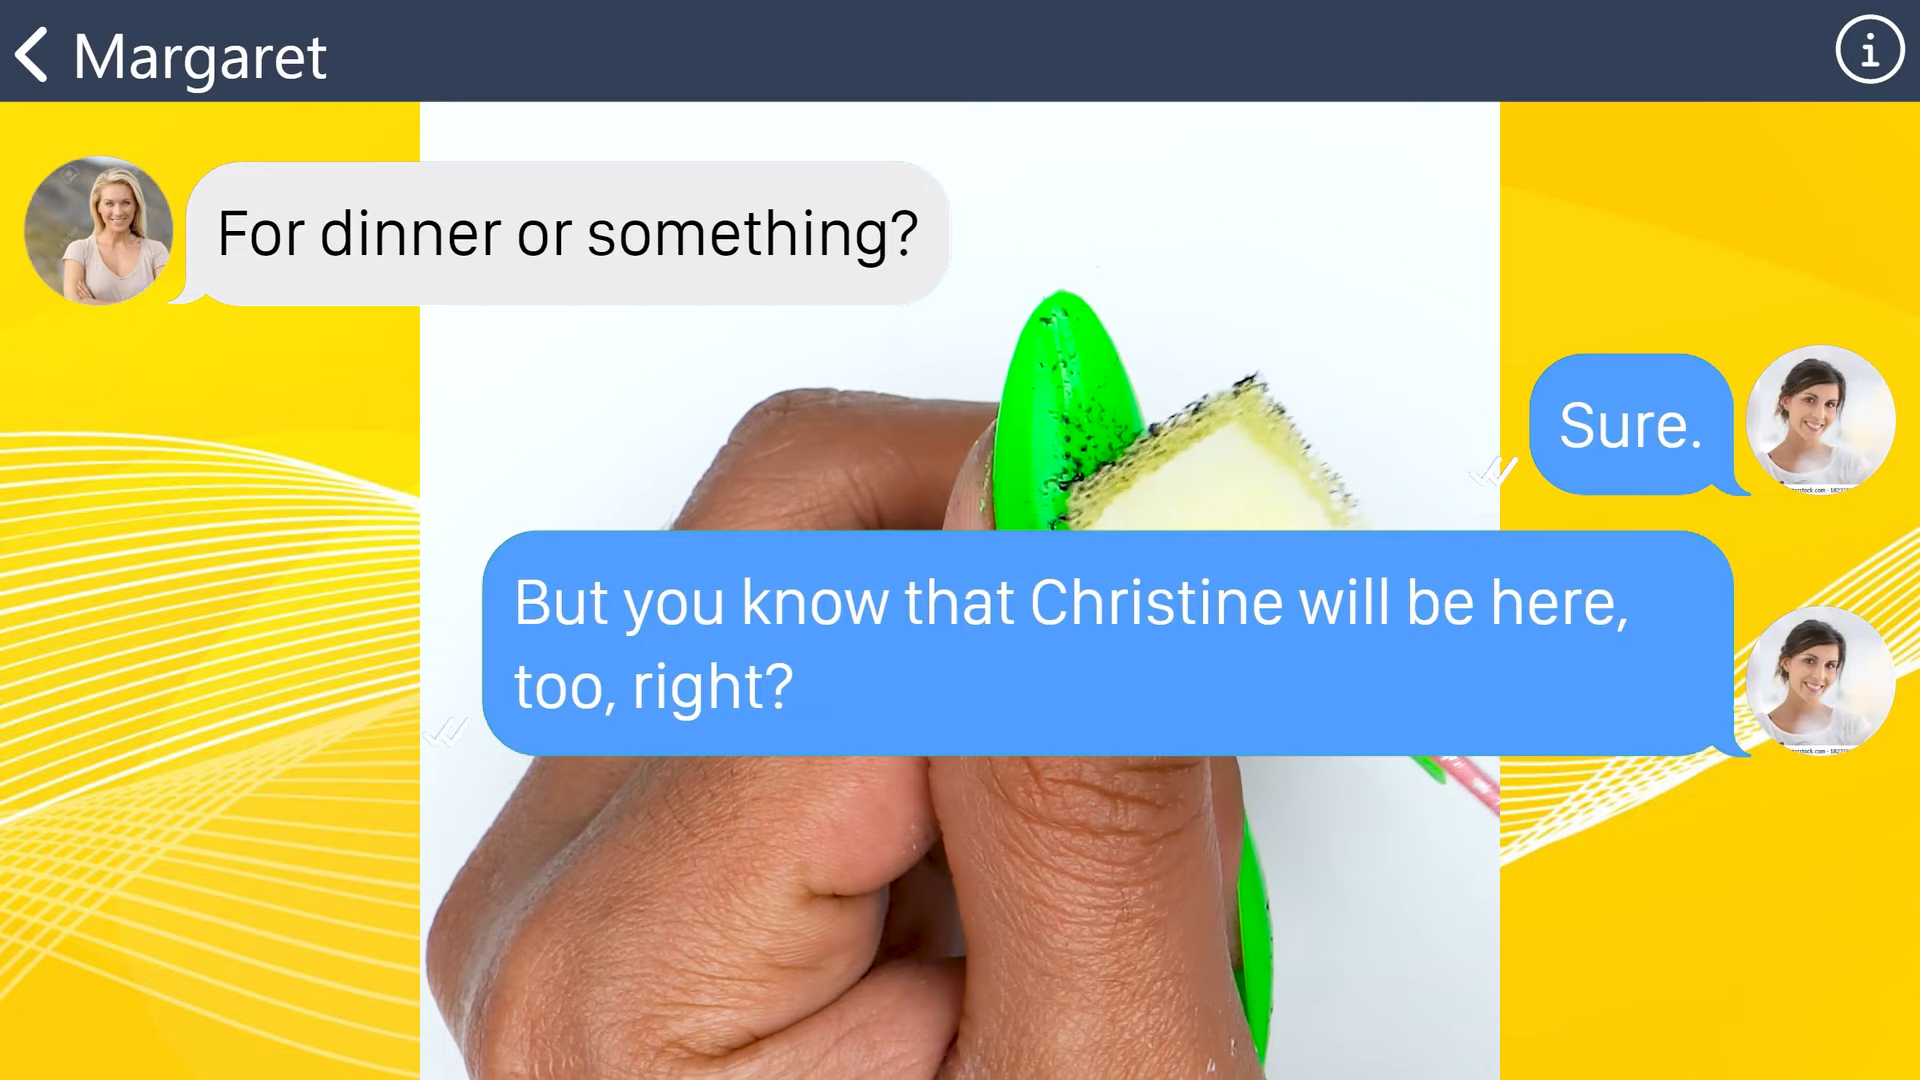 Margaret
For dinner or something?
Sure.
But you know that Christine will be here,
too, right?